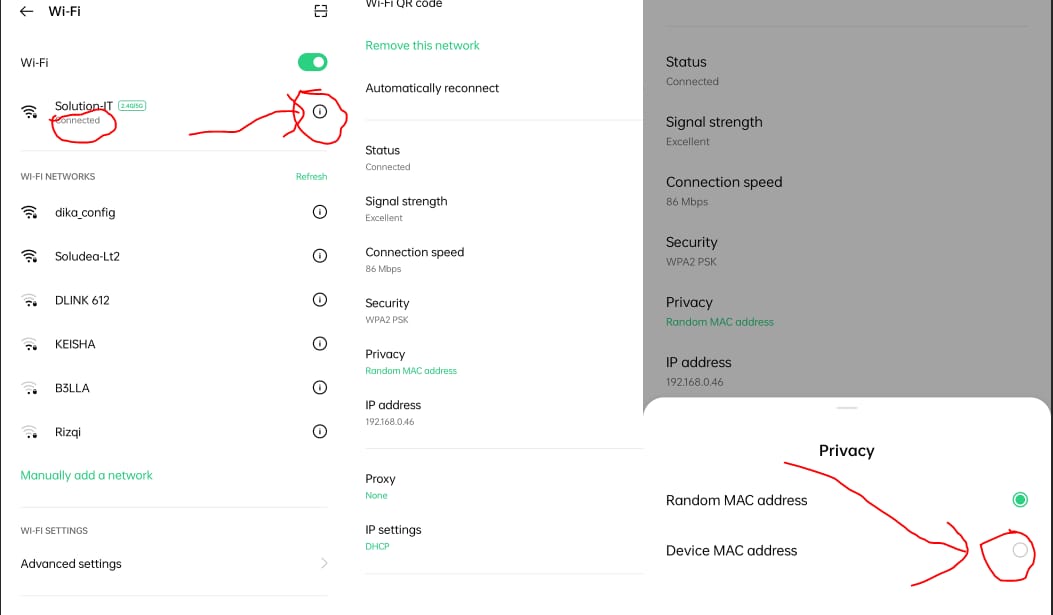 Wi-Fi
Wi-Fi
Solution-IT 2.4G/5G
Connected
WI-FI NETWORKS Refresh
dika_config
Soludea-Lt2
DLINK 612
KEISHA
B3LLA
Rizqi
Manually add a network
WI-FI SETTINGS
Advanced settings
Wi-Fi QR code
Remove this network
Automatically reconnect
Status
Connected
Signal strength
Excellent
Connection speed
86 Mbps
Security
WPA2 PSK
Privacy
Random MAC address
IP address
192.168.0.46
Proxy
None
IP settings
DHCP
Status
Connected
Signal strength
Excellent
Connection speed
86 Mbps
Security
WPA2 PSK
Privacy
Random MAC address
IP address
192.168.0.46
Privacy
Random MAC address
Device MAC address